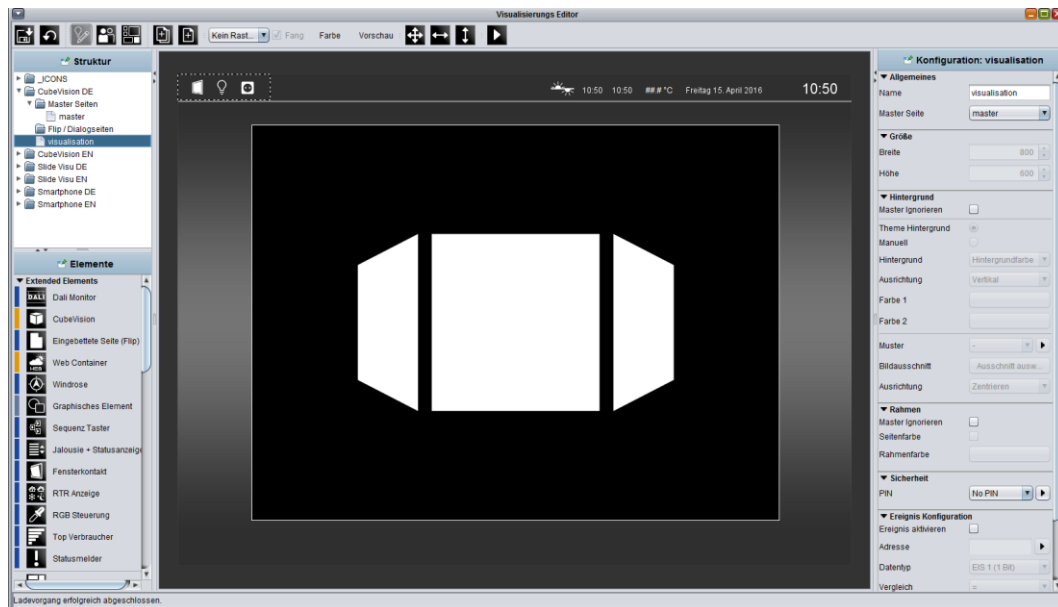 Visualisierungs Editor
Kein Rast...
Fang
Farbe
Vorschau
Struktur
_ICONS
CubeVision DE
Master Seiten
master
Flip / Dialogseiten
visualisation
CubeVision EN
Slide Visu DE
Slide Visu EN
Smartphone DE
Smartphone EN
Elemente
Extended Elements
DALI Dali Monitor
CubeVision
Eingebettete Seite (Flip)
Web Container
Windrose
Graphisches Element
Sequenz Taster
Jalousie + Statusanzeige
Fensterkontakt
RTR Anzeige
RGB Steuerung
Top Verbraucher
Statusmelder
10:50 10:50 ##.# °C Freitag 15. April 2016 10:50
Konfiguration: visualisation
Allgemeines
Name visualisation
Master Seite master
Größe
Breite 800
Höhe 600
Hintergrund
Master Ignorieren
Theme Hintergrund
Manuell
Hintergrund Hintergrundfarbe
Ausrichtung Vertikal
Farbe 1
Farbe 2
Muster -
Bildausschnitt Ausschnitt ausw...
Ausrichtung Zentrieren
Rahmen
Master Ignorieren
Seitenfarbe
Rahmenfarbe
Sicherheit
PIN No PIN
Ereignis Konfiguration
Ereignis aktivieren
Adresse
Datentyp EIS 1 (1 Bit)
Vergleich =
Ladevorgang erfolgreich abgeschlossen.